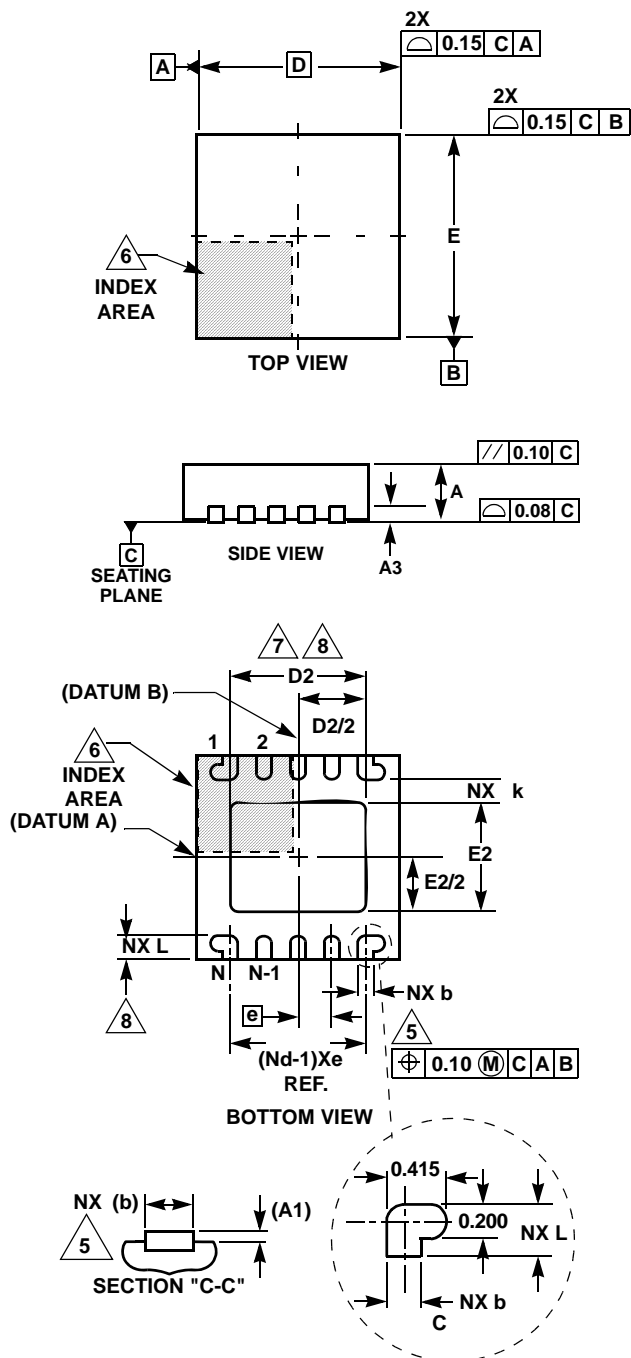 2X
0.15 C A
A
D
2X
0.15 C B
E
6
INDEX
AREA
TOP VIEW
B
// 0.10 C
A
0.08 C
C
SEATING
PLANE
SIDE VIEW
A3
7 8
D2
(DATUM B)
D2/2
6
INDEX
AREA
1 2
NX k
(DATUM A)
E2
E2/2
NX L
N N-1
8
NX b
e
5
(Nd-1)Xe
REF.
⌖ 0.10 Ⓜ C A B
BOTTOM VIEW
0.415
NX (b)
(A1)
0.200
NX L
5
SECTION "C-C"
NX b
C